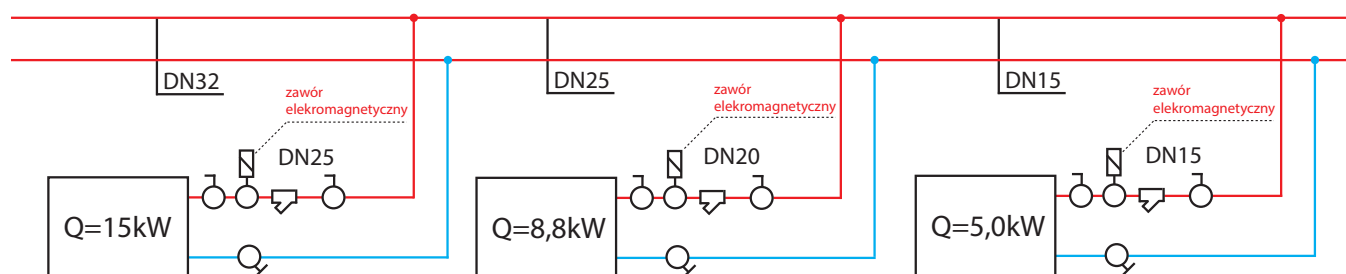 DN32
DN25
DN15
zawór
elekromagnetyczny
zawór
elekromagnetyczny
zawór
elekromagnetyczny
DN25
DN20
DN15
Q=15kW
Q=8,8kW
Q=5,0kW